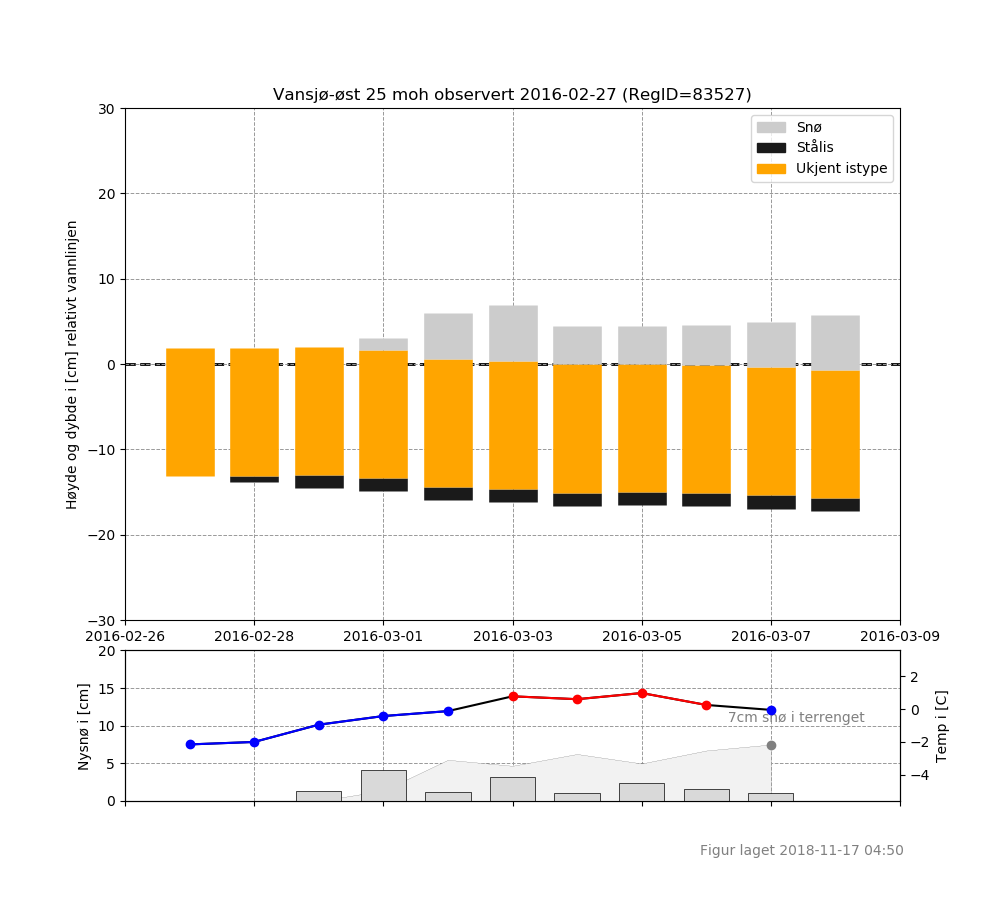 Vansjø-øst 25 moh observert 2016-02-27 (RegID=83527)
Høyde og dybde i [cm] relativt vannlinjen
30
20
10
0
−10
−20
−30
Snø
Stålis
Ukjent istype
2016-02-26 2016-02-28 2016-03-01 2016-03-03 2016-03-05 2016-03-07 2016-03-09
Nysnø i [cm]
20
15
10
5
0
7cm snø i terrenget
2
0
−2
−4
Temp i [C]
Figur laget 2018-11-17 04:50